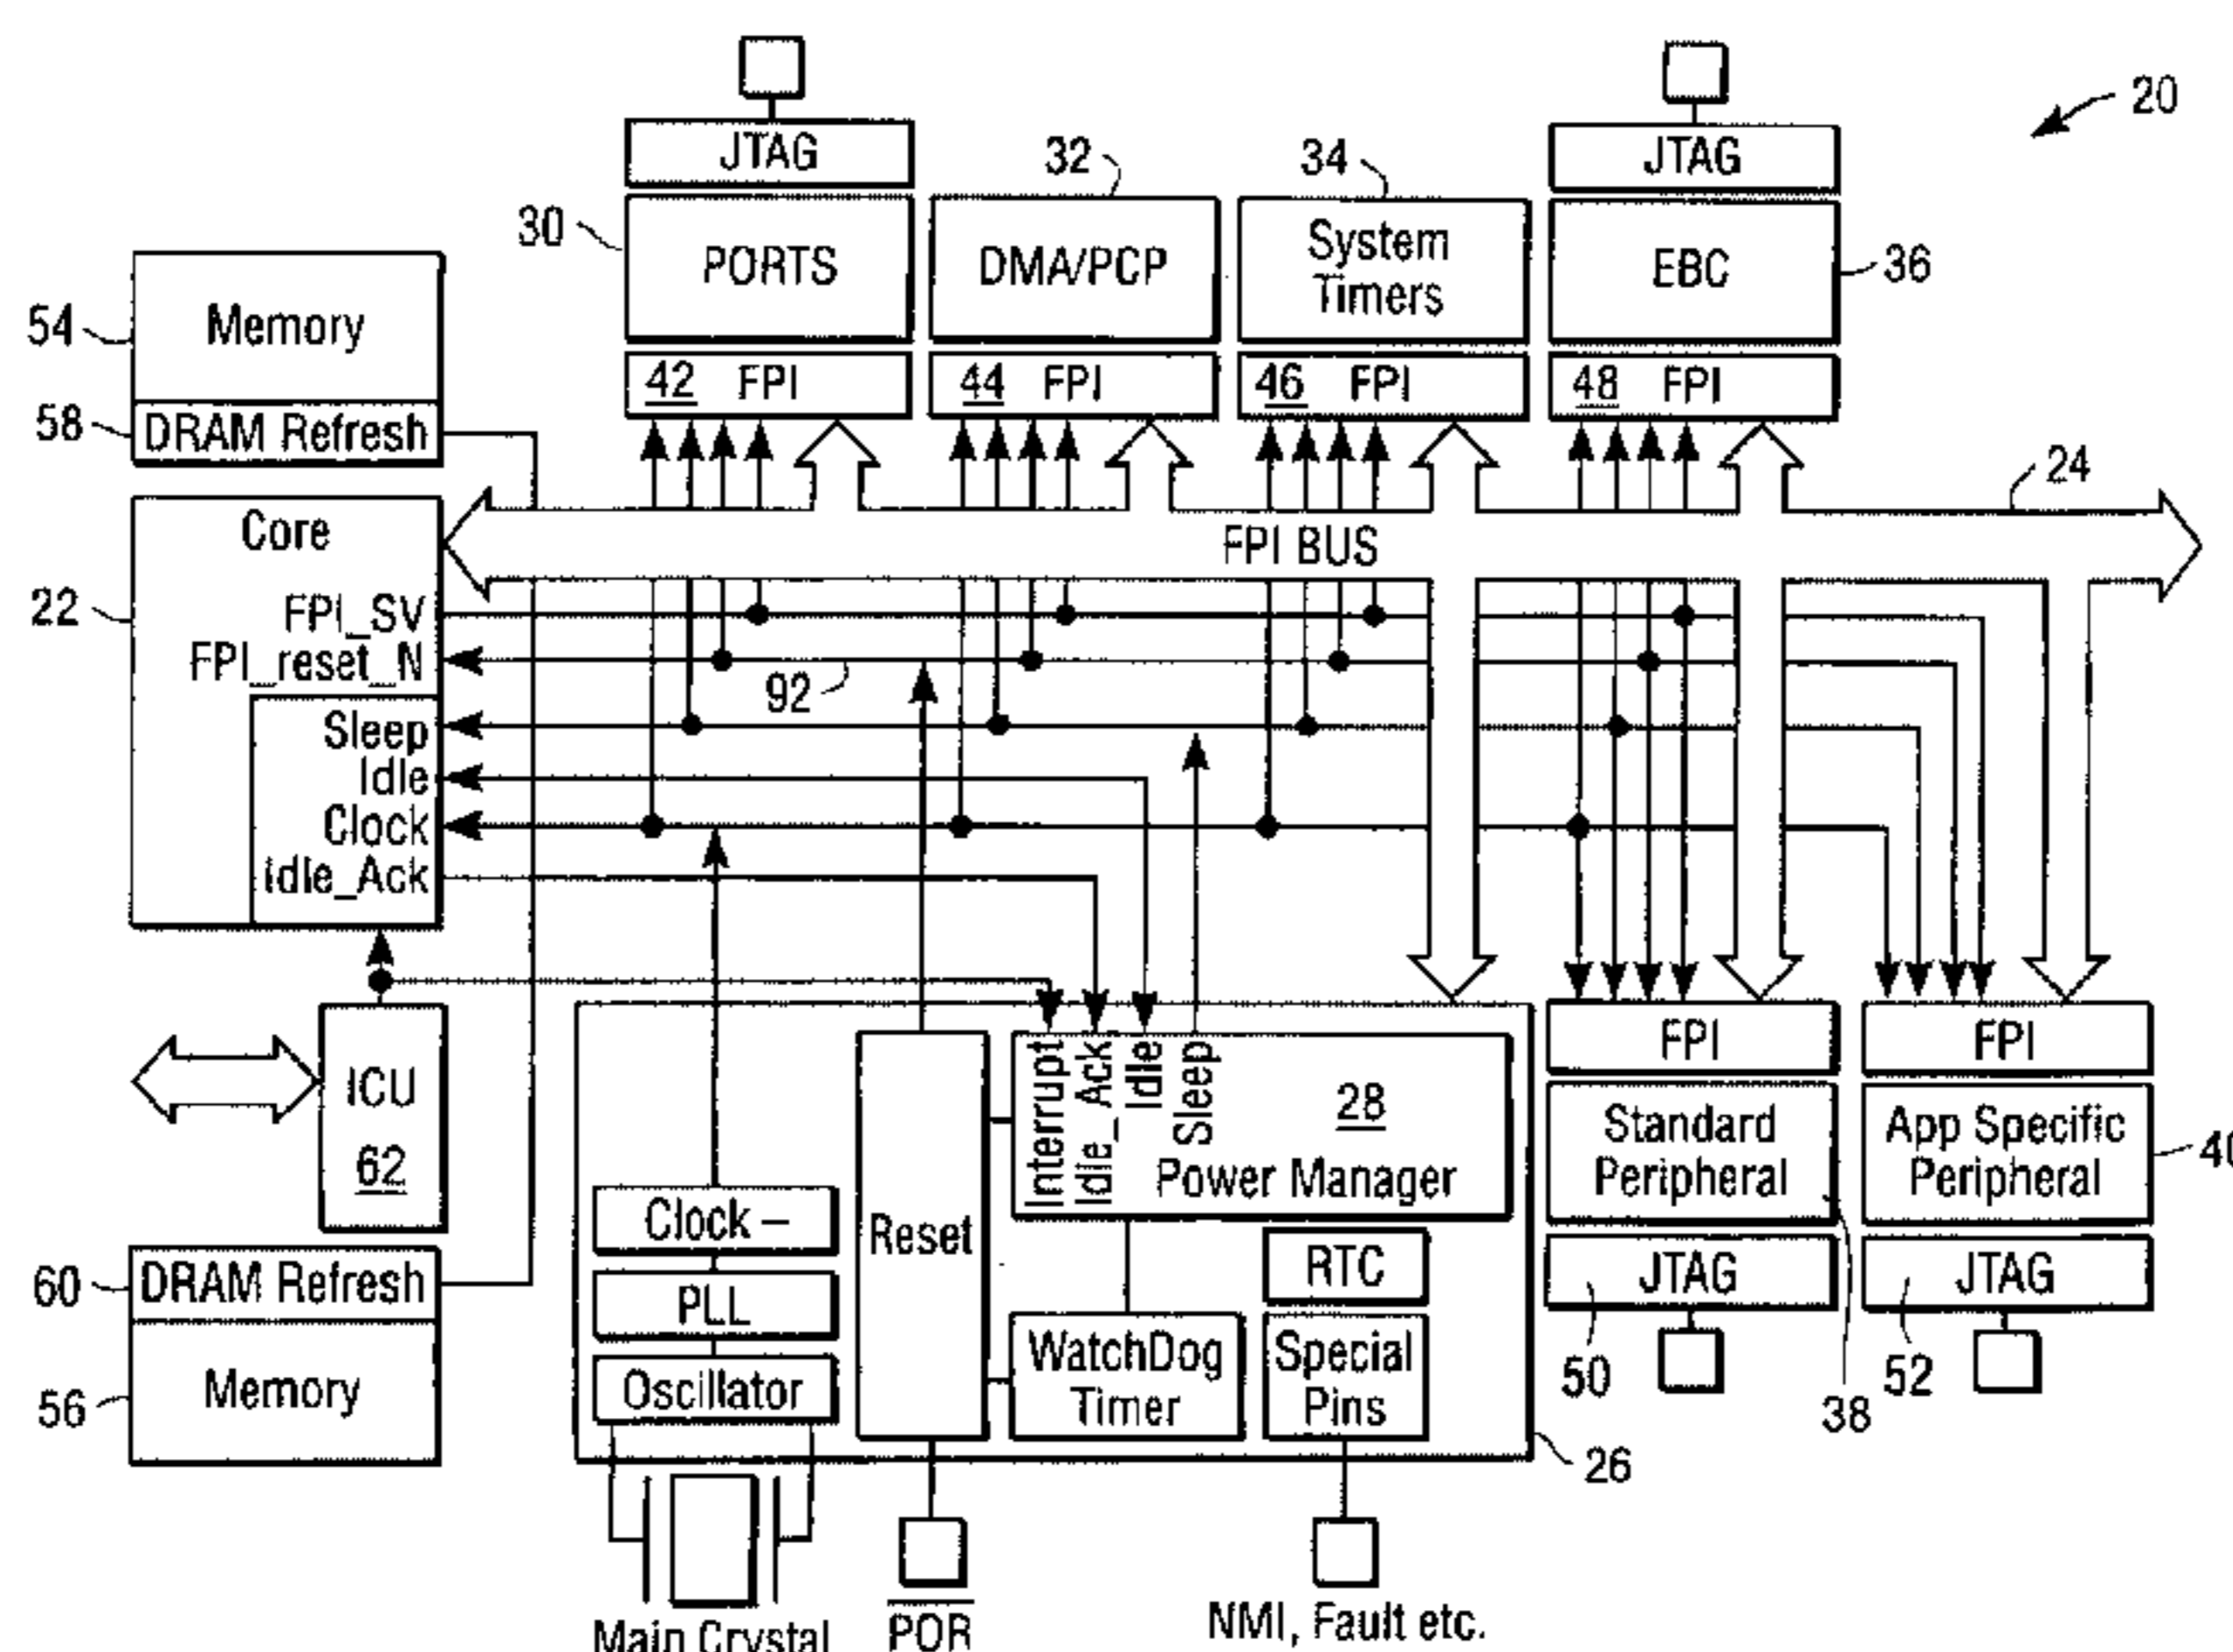 20
JTAG
JTAG
32
34
30
PORTS
DMA/PCP
System
Timers
EBC
36
54
Memory
42 FPI
44 FPI
46 FPI
48 FPI
58
DRAM Refresh
24
Core
FPI BUS
22
FPI_SV
FPI_reset_N
92
Sleep
Idle
Clock
Idle_Ack
ICU
62
Interrupt
Idle_Ack
Idle
Sleep
28
Power Manager
FPI
FPI
Standard
Peripheral
App Specific
Peripheral
40
Clock –
Reset
RTC
60
DRAM Refresh
PLL
JTAG
JTAG
56
Memory
Oscillator
WatchDog
Timer
Special
Pins
50
38
52
26
Main Crystal
POR
NMI, Fault etc.